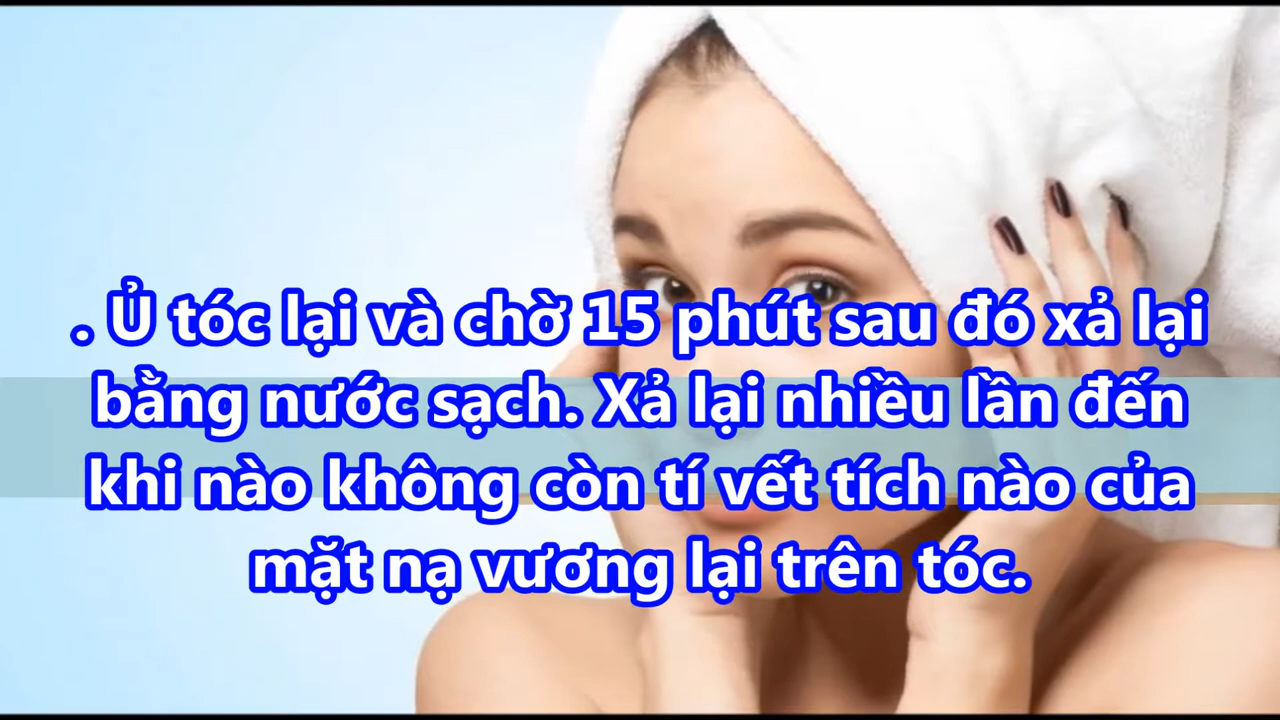 . Ủ tóc lại và chờ 15 phút sau đó xả lại
bằng nước sạch. Xả lại nhiều lần đến
khi nào không còn tí vết tích nào của
mặt nạ vương lại trên tóc.